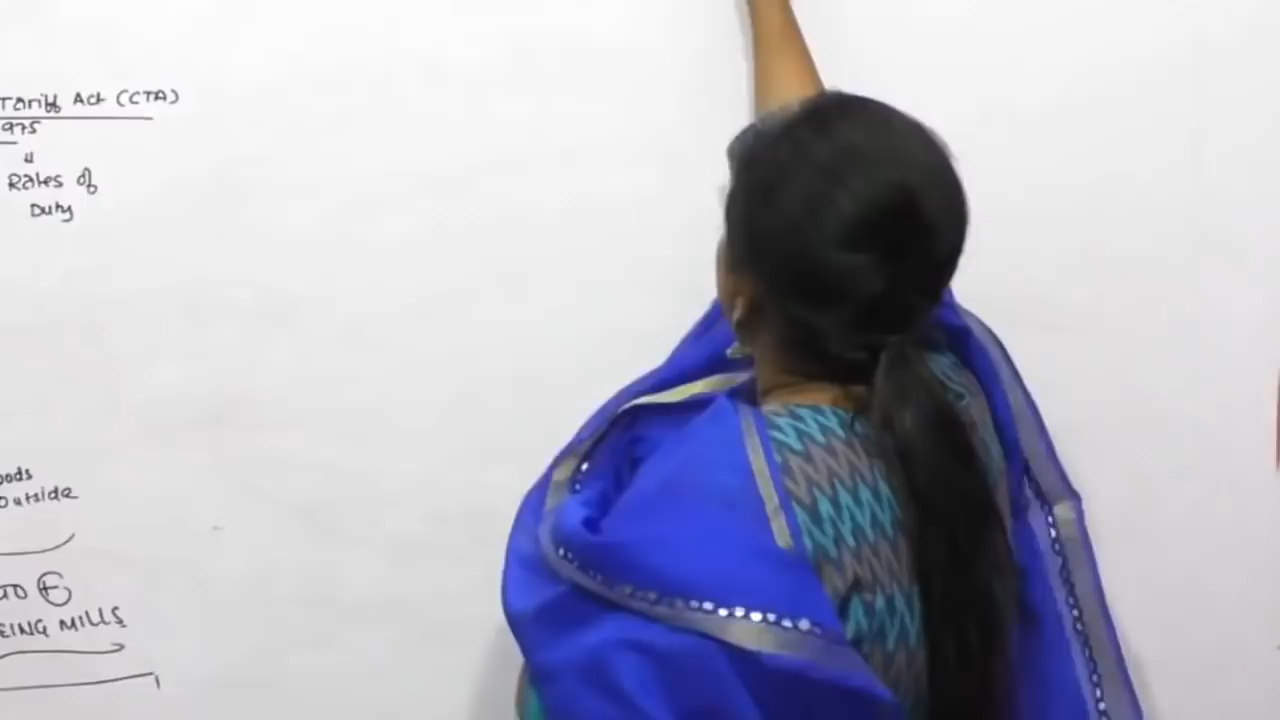 Tariff Act (CTA)
975
Rates of
Duty
oods
Outside
TO E
EING MILLS